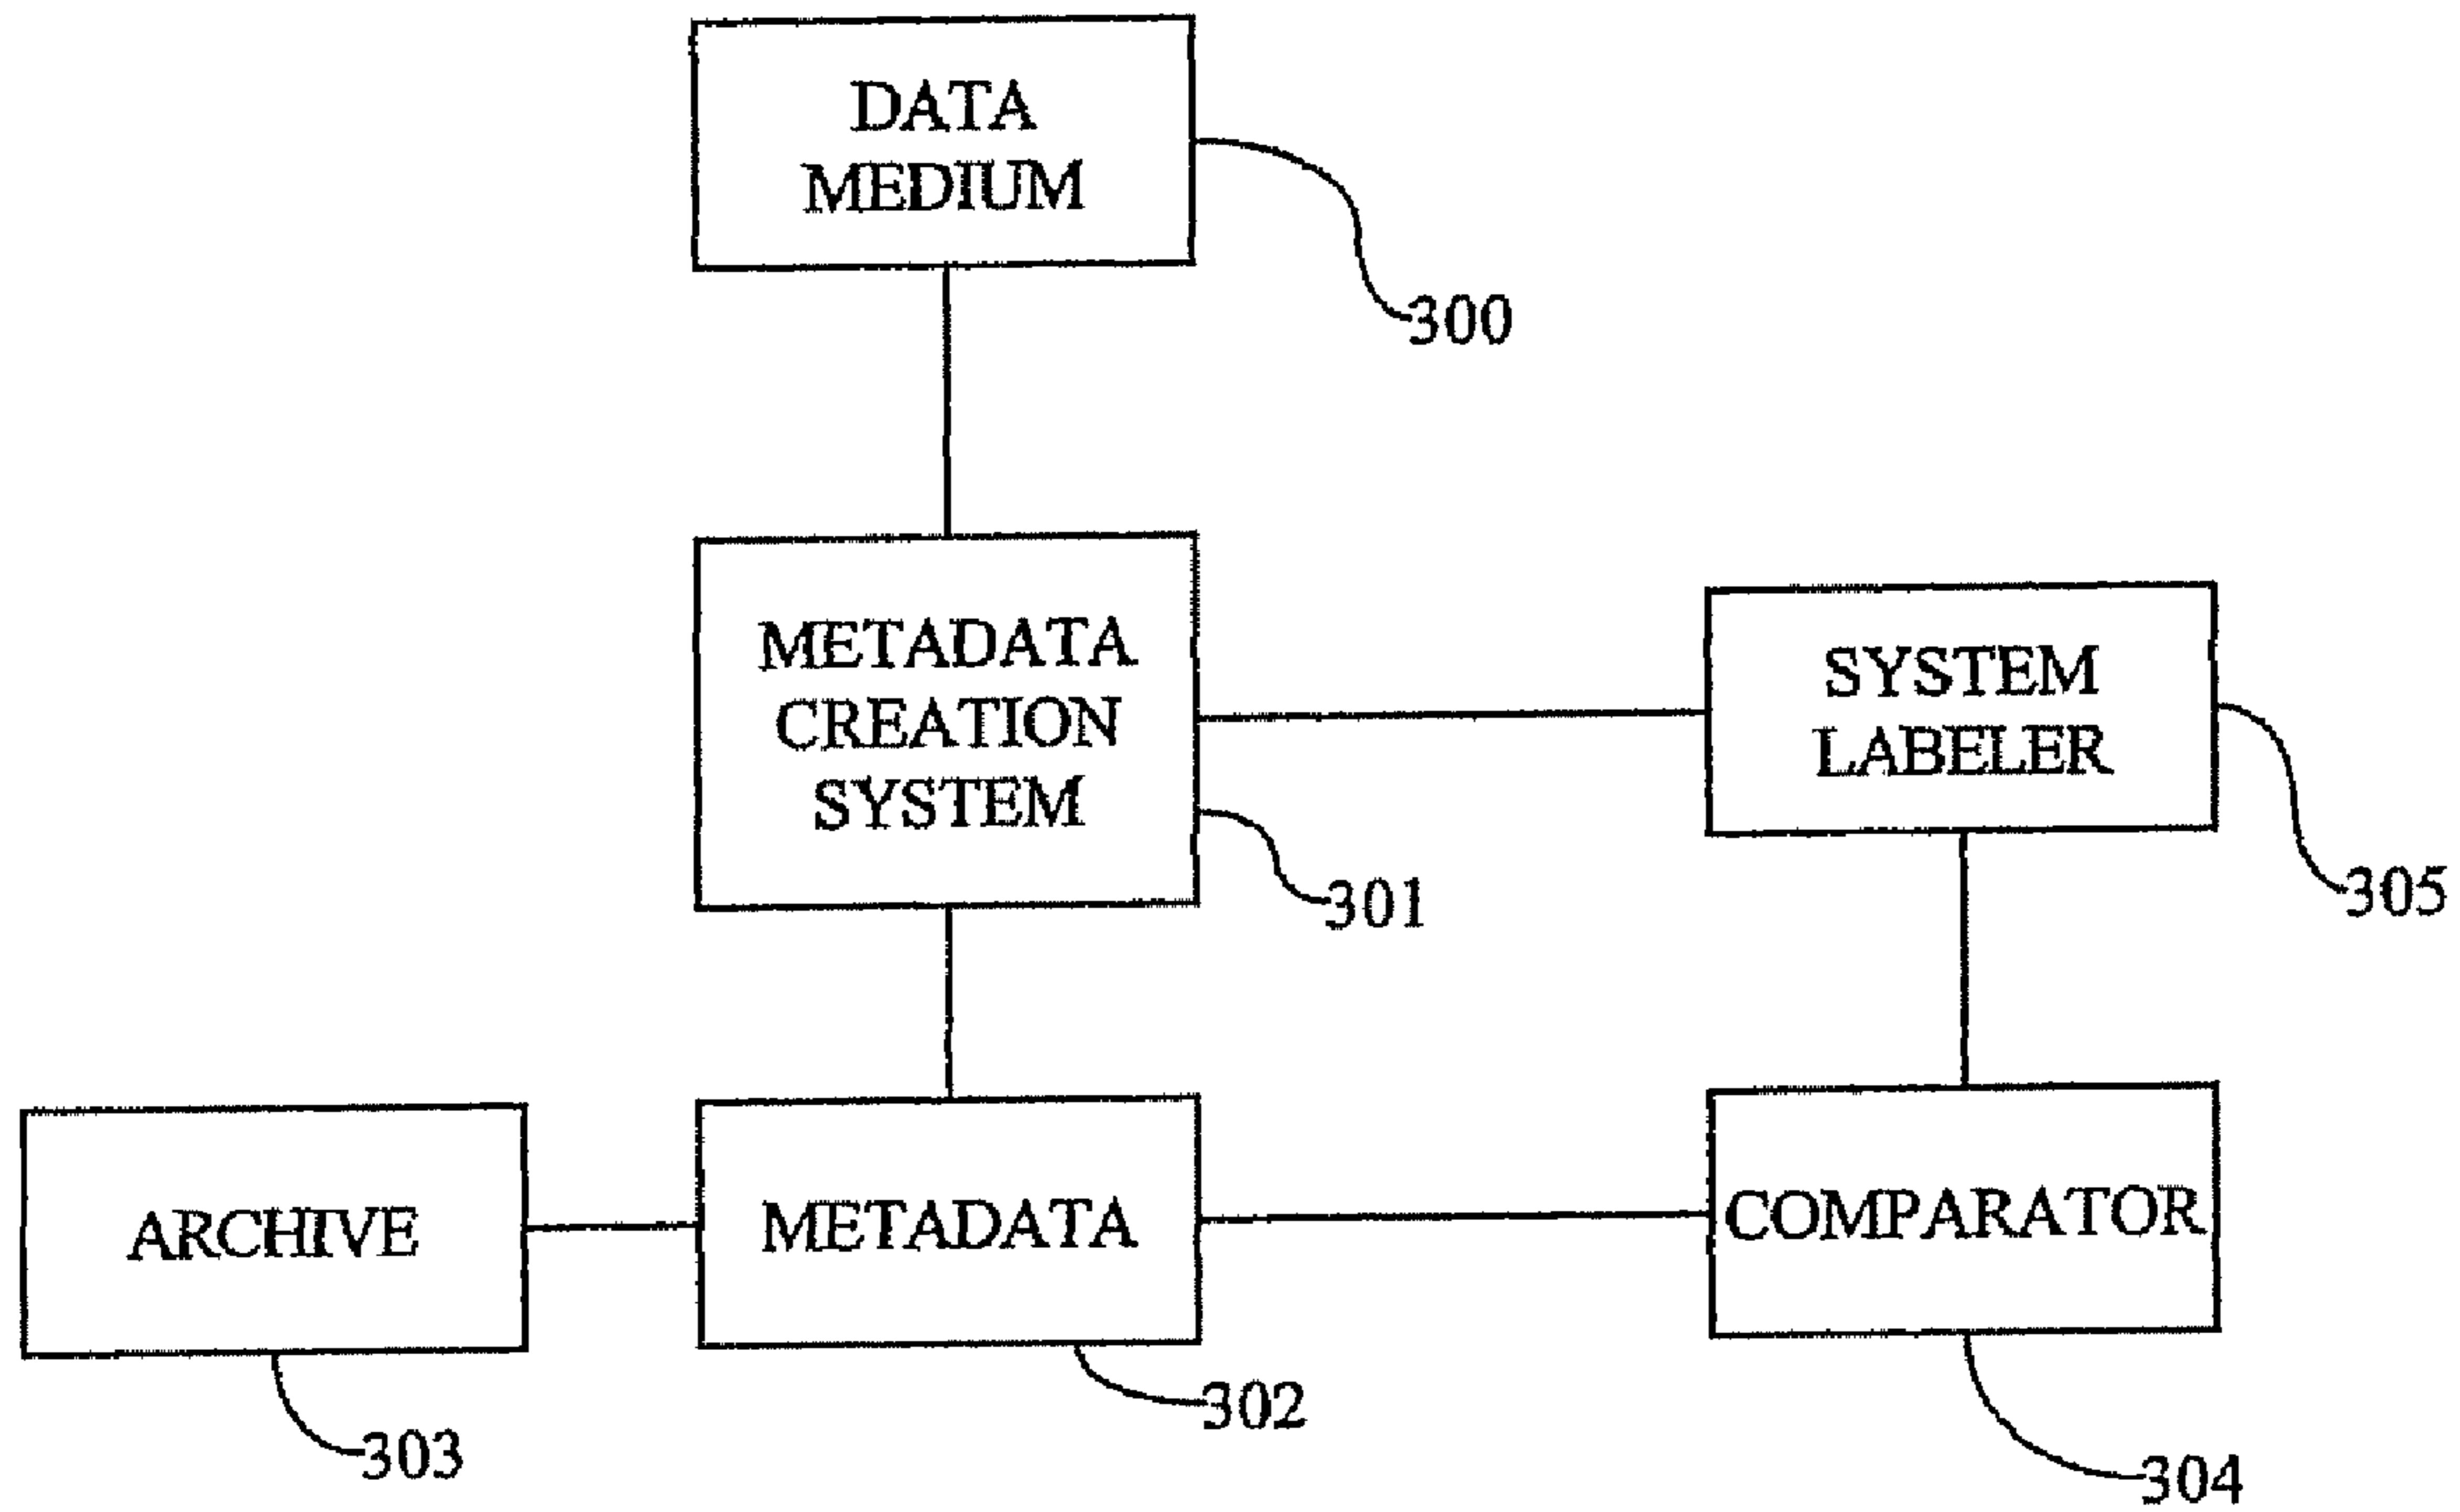 DATA
MEDIUM
300
METADATA
CREATION
SYSTEM
301
SYSTEM
LABELER
305
ARCHIVE
303
METADATA
302
COMPARATOR
304